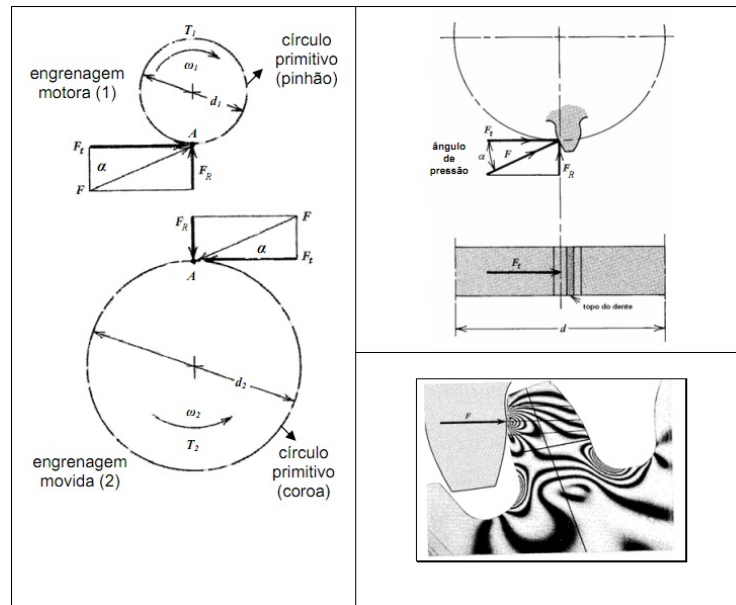 T1
círculo
primitivo
(pinhão)
engrenagem
motora (1)
ω1
d1
A
Ft
α
F
FR
F
FR
α
Ft
A
d2
ω2
T2
engrenagem
movida (2)
círculo
primitivo
(coroa)
Ft
ângulo
de
pressão
α
F
FR
Ft
topo do dente
d
F